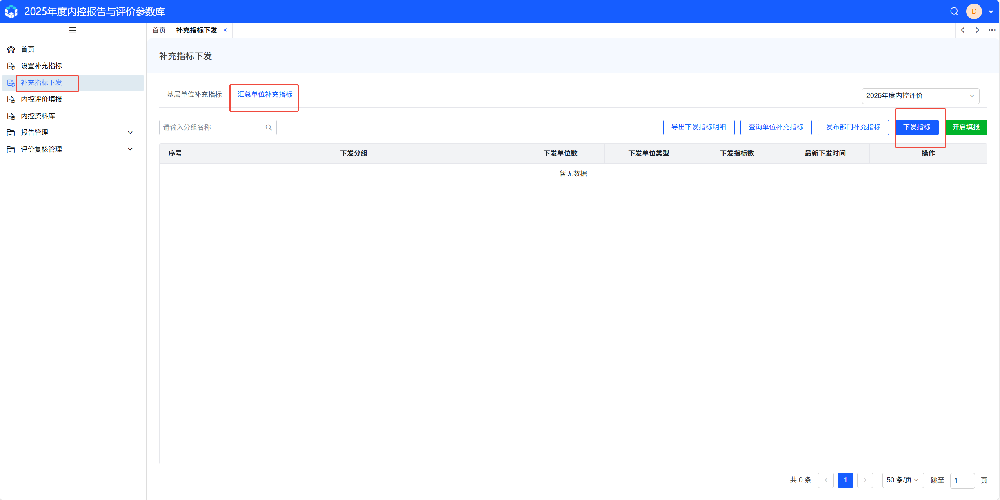 2025年度内控报告与评价参数库
D
首页
补充指标下发 ×
首页
设置补充指标
补充指标下发
内控评价填报
内控资料库
报告管理
评价复核管理
补充指标下发
基层单位补充指标
汇总单位补充指标
2025年度内控评价
请输入分组名称
导出下发指标明细
查询单位补充指标
发布部门补充指标
下发指标
开启填报
序号 下发分组 下发单位数 下发单位类型 下发指标数 最新下发时间 操作
暂无数据
共 0 条 1 50 条/页 跳至 1 页